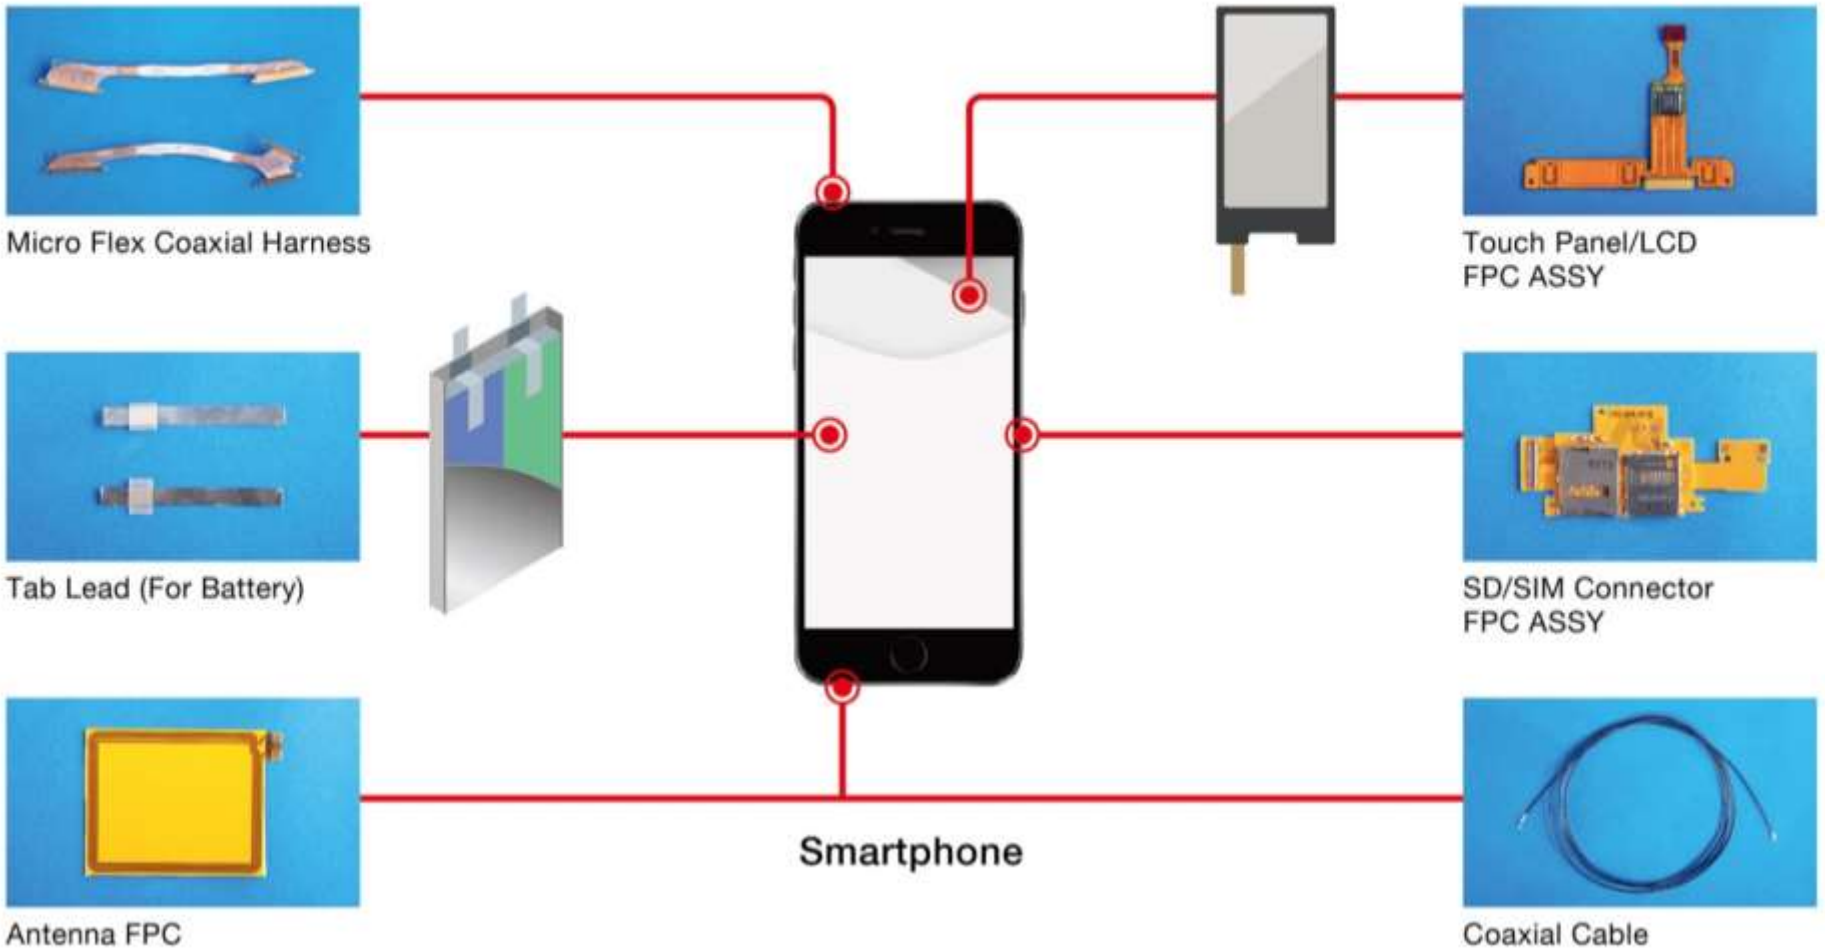 Micro Flex Coaxial Harness
Touch Panel/LCD
FPC ASSY
Tab Lead (For Battery)
SD/SIM Connector
FPC ASSY
Smartphone
Antenna FPC
Coaxial Cable